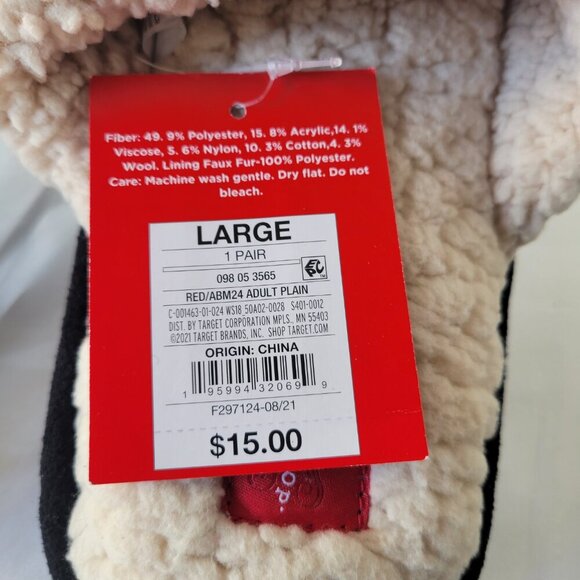 Fiber: 49. 9% Polyester, 15. 8% Acrylic,14. 1%
Viscose, 5. 6% Nylon, 10. 3% Cotton,4. 3%
Wool. Lining Faux Fur-100% Polyester.
Care: Machine wash gentle. Dry flat. Do not
bleach.
LARGE
1 PAIR
098 05 3565
EPC
RED/ABM24 ADULT PLAIN
C-001463-01-024 WS18_50A02-0028 S401-0012
DIST. BY TARGET CORPORATION MPLS., MN 55403
©2021 TARGET BRANDS, INC. SHOP TARGET.COM
ORIGIN: CHINA
1 95994 32069 9
F297124-08/21
$15.00
op.